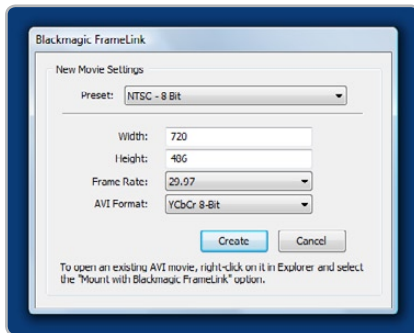 Blackmagic FrameLink
New Movie Settings
Preset: NTSC - 8 Bit
Width: 720
Height: 486
Frame Rate: 29.97
AVI Format: YCbCr 8-Bit
Create Cancel
To open an existing AVI movie, right-click on it in Explorer and select
the "Mount with Blackmagic FrameLink" option.